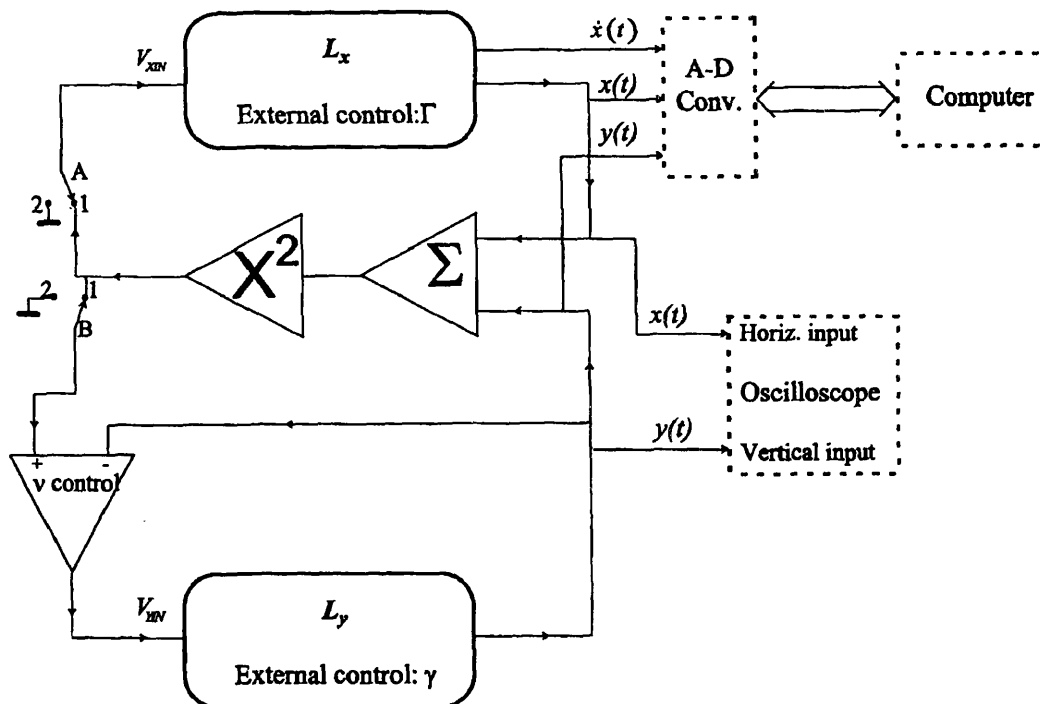 V_XIN
L_x
External control:Γ
ẋ(t)
x(t)
y(t)
A-D
Conv.
Computer
A
2
1
X²
Σ
2
1
B
x(t)
Horiz. input
Oscilloscope
y(t)
Vertical input
+
-
ν control
V_YIN
L_y
External control: γ